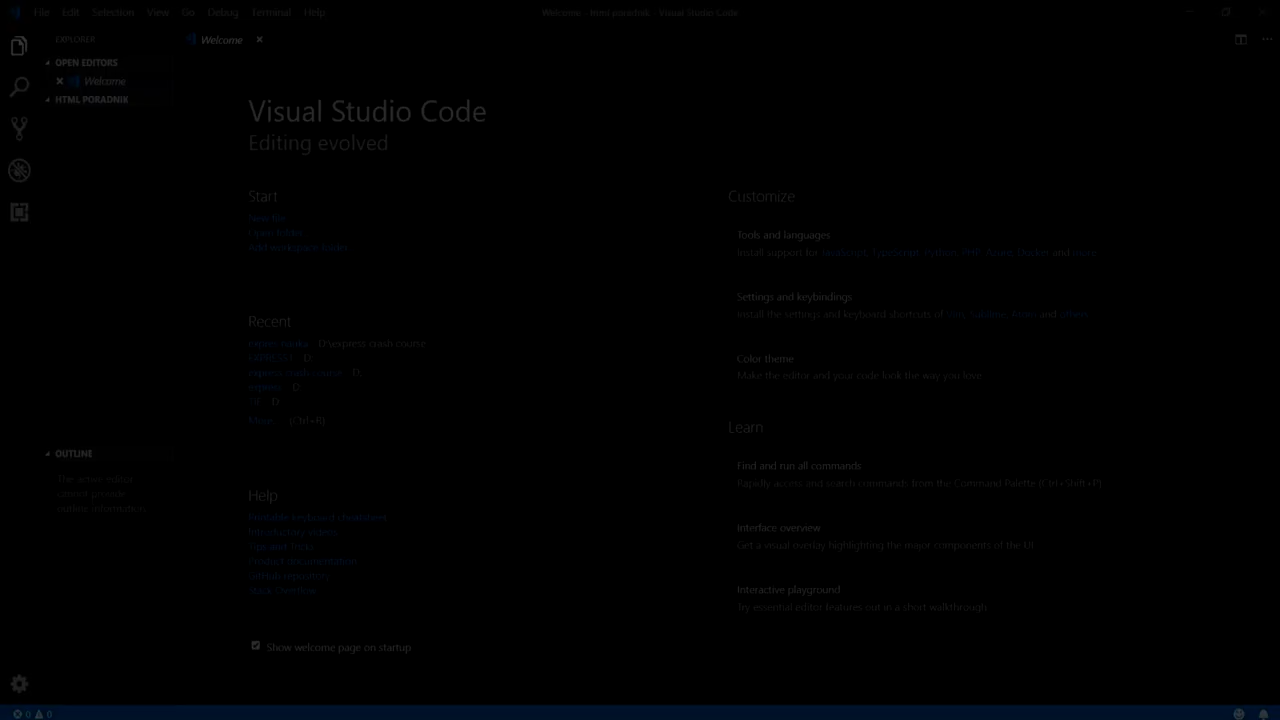 File Edit Selection View Go Debug Terminal Help
Welcome - html poradnik - Visual Studio Code
EXPLORER
OPEN EDITORS
Welcome
HTML PORADNIK
OUTLINE
The active editor
cannot provide
outline information.
Welcome
Visual Studio Code
Editing evolved
Start
New file
Open folder...
Add workspace folder...
Recent
D:\express crash course
D:\
express crash course D:\
express D:\
D:\
More... (Ctrl+R)
Help
Printable keyboard cheatsheet
Introductory videos
Tips and Tricks
Product documentation
GitHub repository
Stack Overflow
Show welcome page on startup
Customize
Tools and languages
Install support for JavaScript, TypeScript, Python, PHP, Azure, Docker and more
Settings and keybindings
Install the settings and keyboard shortcuts of Vim, Sublime, Atom and others
Color theme
Make the editor and your code look the way you love
Learn
Find and run all commands
Rapidly access and search commands from the Command Palette (Ctrl+Shift+P)
Interface overview
Get a visual overlay highlighting the major components of the UI
Interactive playground
Try essential editor features out in a short walkthrough
0 0